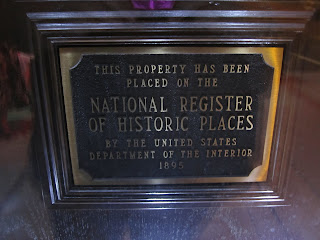 THIS PROPERTY HAS BEEN
PLACED ON THE
NATIONAL REGISTER
OF HISTORIC PLACES
BY THE UNITED STATES
DEPARTMENT OF THE INTERIOR
1895